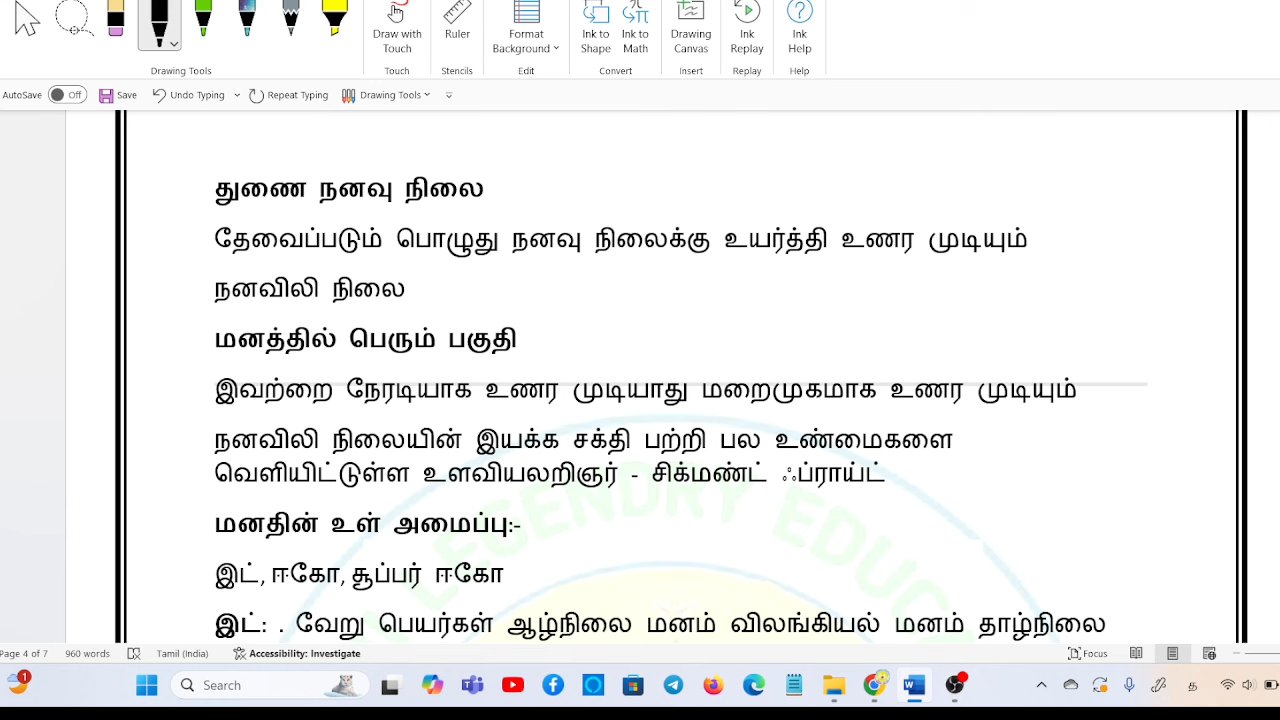 Draw with
Touch
Ruler
Format
Background
Ink to
Shape
Ink to
Math
Drawing
Canvas
Ink
Replay
Ink
Help
Drawing Tools
Touch
Stencils
Edit
Convert
Insert
Replay
Help
AutoSave Off Save Undo Typing Repeat Typing Drawing Tools
துணை நனவு நிலை
தேவைப்படும் பொழுது நனவு நிலைக்கு உயர்த்தி உணர முடியும்
நனவிலி நிலை
மனத்தில் பெரும் பகுதி
இவற்றை நேரடியாக உணர முடியாது மறைமுகமாக உணர முடியும்
நனவிலி நிலையின் இயக்க சக்தி பற்றி பல உண்மைகளை
வெளியிட்டுள்ள உளவியலறிஞர் - சிக்மண்ட் ஃப்ராய்ட்
மனதின் உள் அமைப்பு:-
இட், ஈகோ, சூப்பர் ஈகோ
இட்: . வேறு பெயர்கள் ஆழ்நிலை மனம் விலங்கியல் மனம் தாழ்நிலை
LEGENDRY EDUC
Page 4 of 7 960 words Tamil (India) Accessibility: Investigate Focus
1 Search